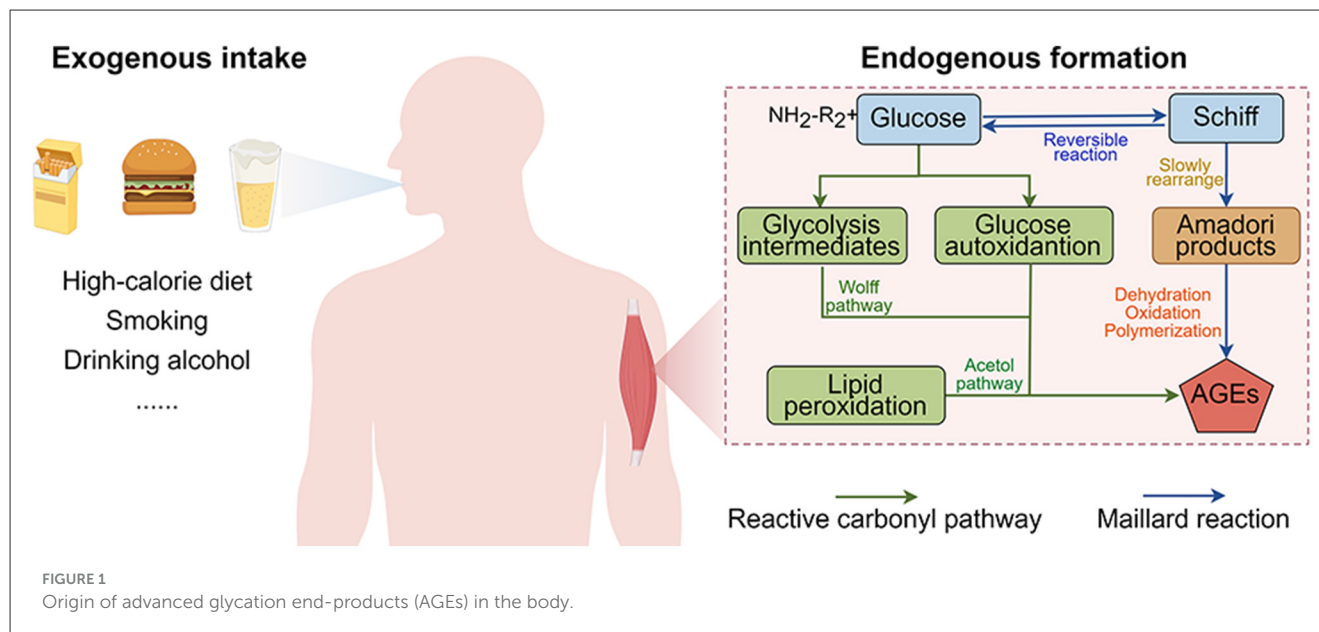 Exogenous intake
High-calorie diet
Smoking
Drinking alcohol
......
Endogenous formation
NH2-R2+
Glucose
Schiff
Reversible
reaction
Slowly
rearrange
Glycolysis
intermediates
Glucose
autoxidantion
Amadori
products
Wolff
pathway
Dehydration
Oxidation
Polymerization
Lipid
peroxidation
Acetol
pathway
AGEs
Reactive carbonyl pathway
Maillard reaction
FIGURE 1
Origin of advanced glycation end-products (AGEs) in the body.